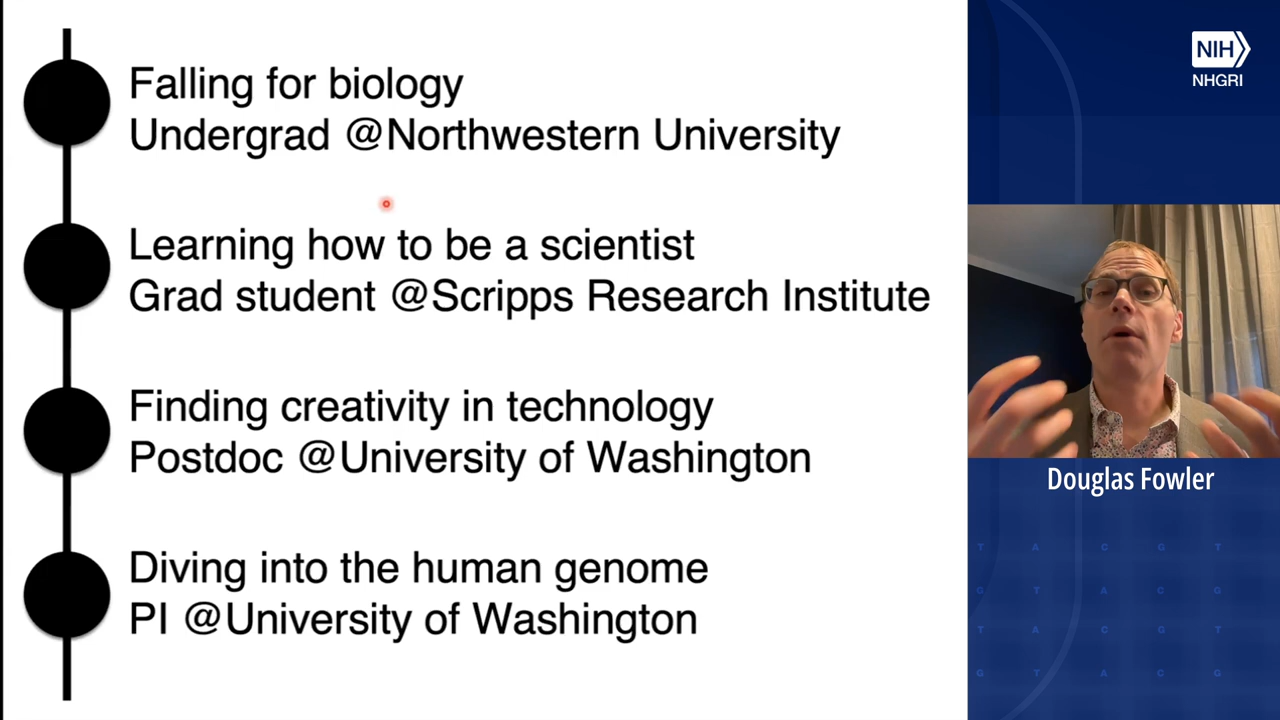 Falling for biology
Undergrad @Northwestern University
Learning how to be a scientist
Grad student @Scripps Research Institute
Finding creativity in technology
Postdoc @University of Washington
Diving into the human genome
PI @University of Washington
NIH
NHGRI
Douglas Fowler
T A C G T
G T A C G
T A C G T
G T A C G